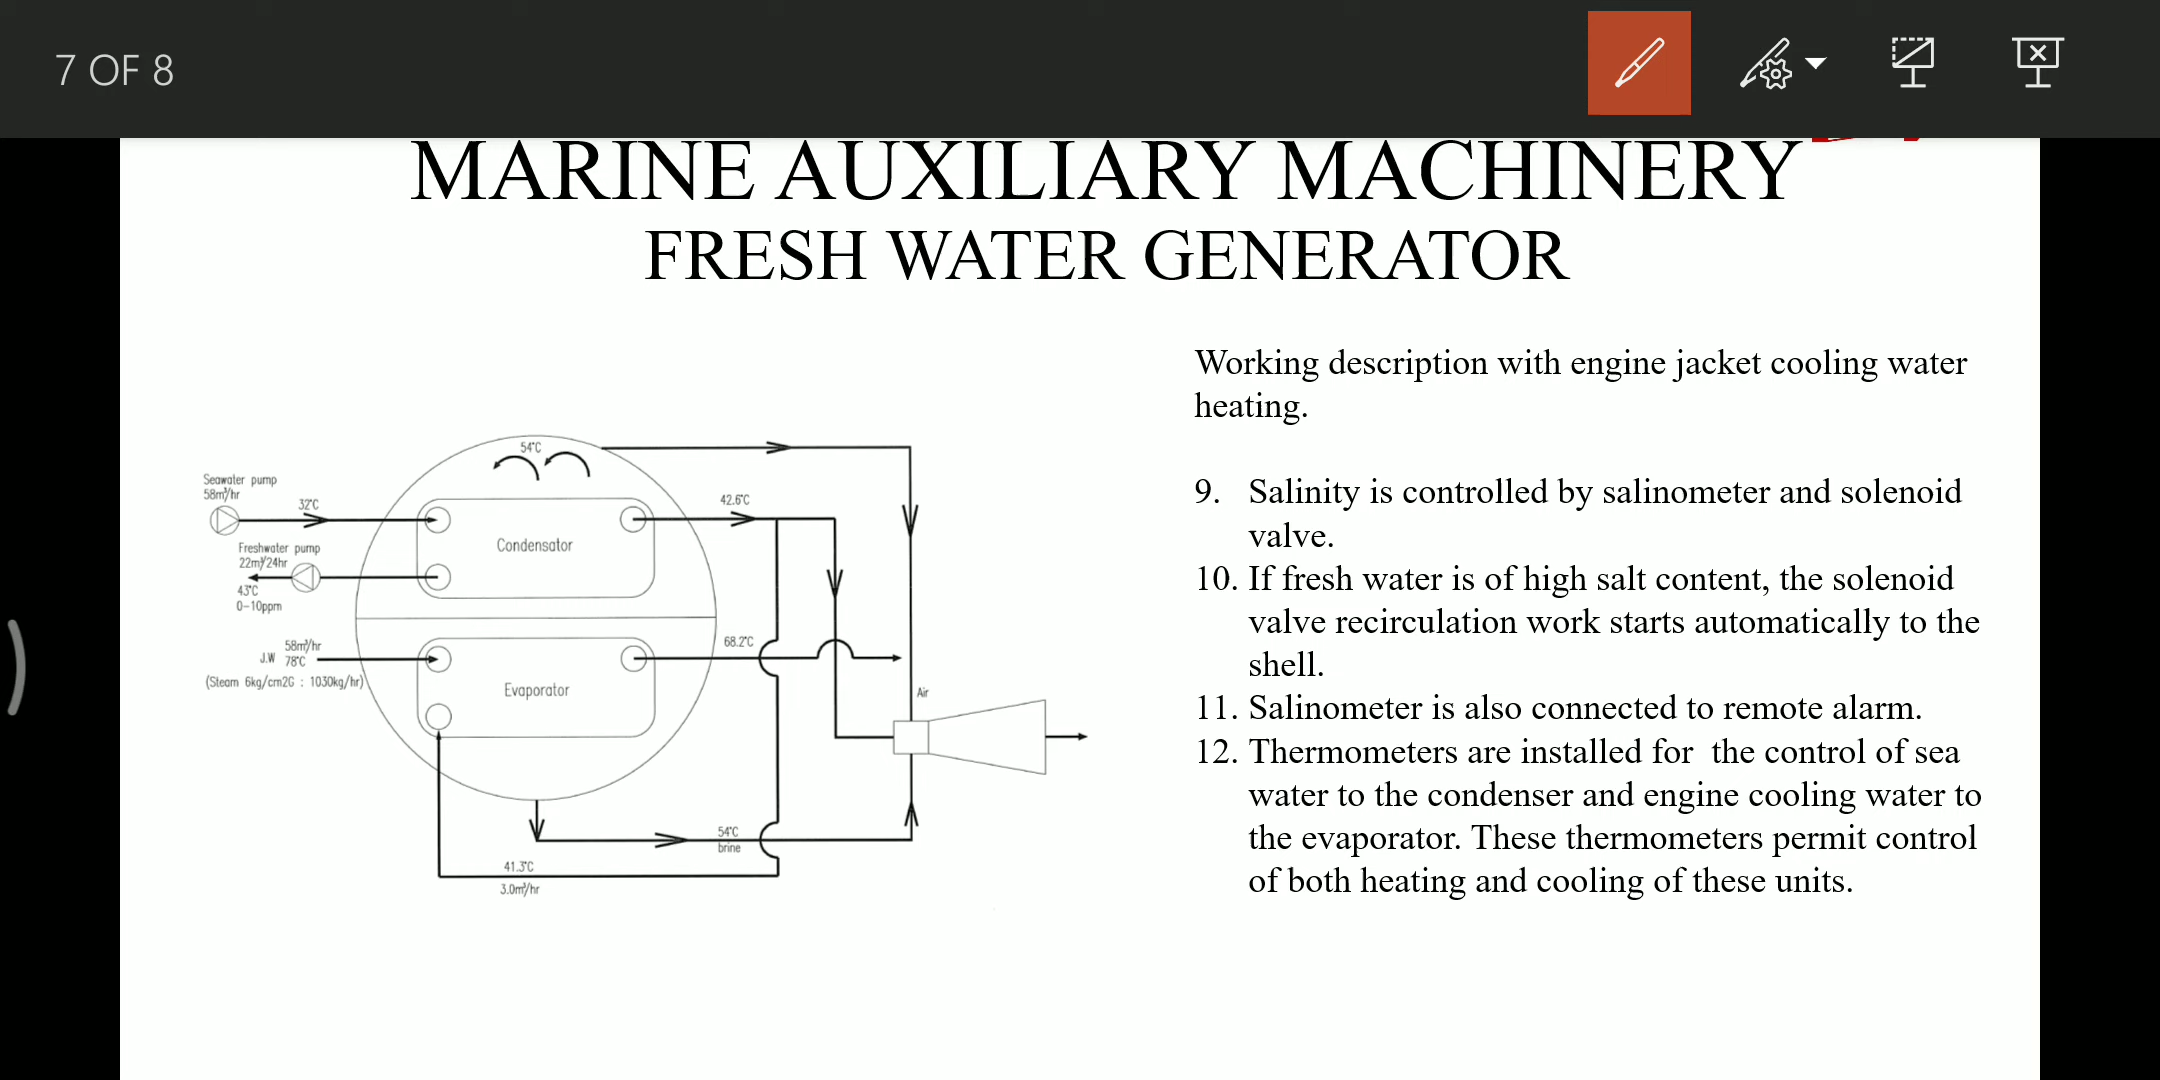 7 OF 8
MARINE AUXILIARY MACHINERY
FRESH WATER GENERATOR
Working description with engine jacket cooling water
heating.
9. Salinity is controlled by salinometer and solenoid
valve.
10. If fresh water is of high salt content, the solenoid
valve recirculation work starts automatically to the
shell.
11. Salinometer is also connected to remote alarm.
12. Thermometers are installed for the control of sea
water to the condenser and engine cooling water to
the evaporator. These thermometers permit control
of both heating and cooling of these units.
54°C
Seawater pump
58m³/hr
32°C
42.6°C
Condensator
Freshwater pump
22m³/24hr
43°C
0-10ppm
58m³/hr
J.W 78°C
68.2°C
(Steam 6kg/cm2G : 1030kg/hr)
Evaporator
Air
54°C
brine
41.3°C
3.0m³/hr